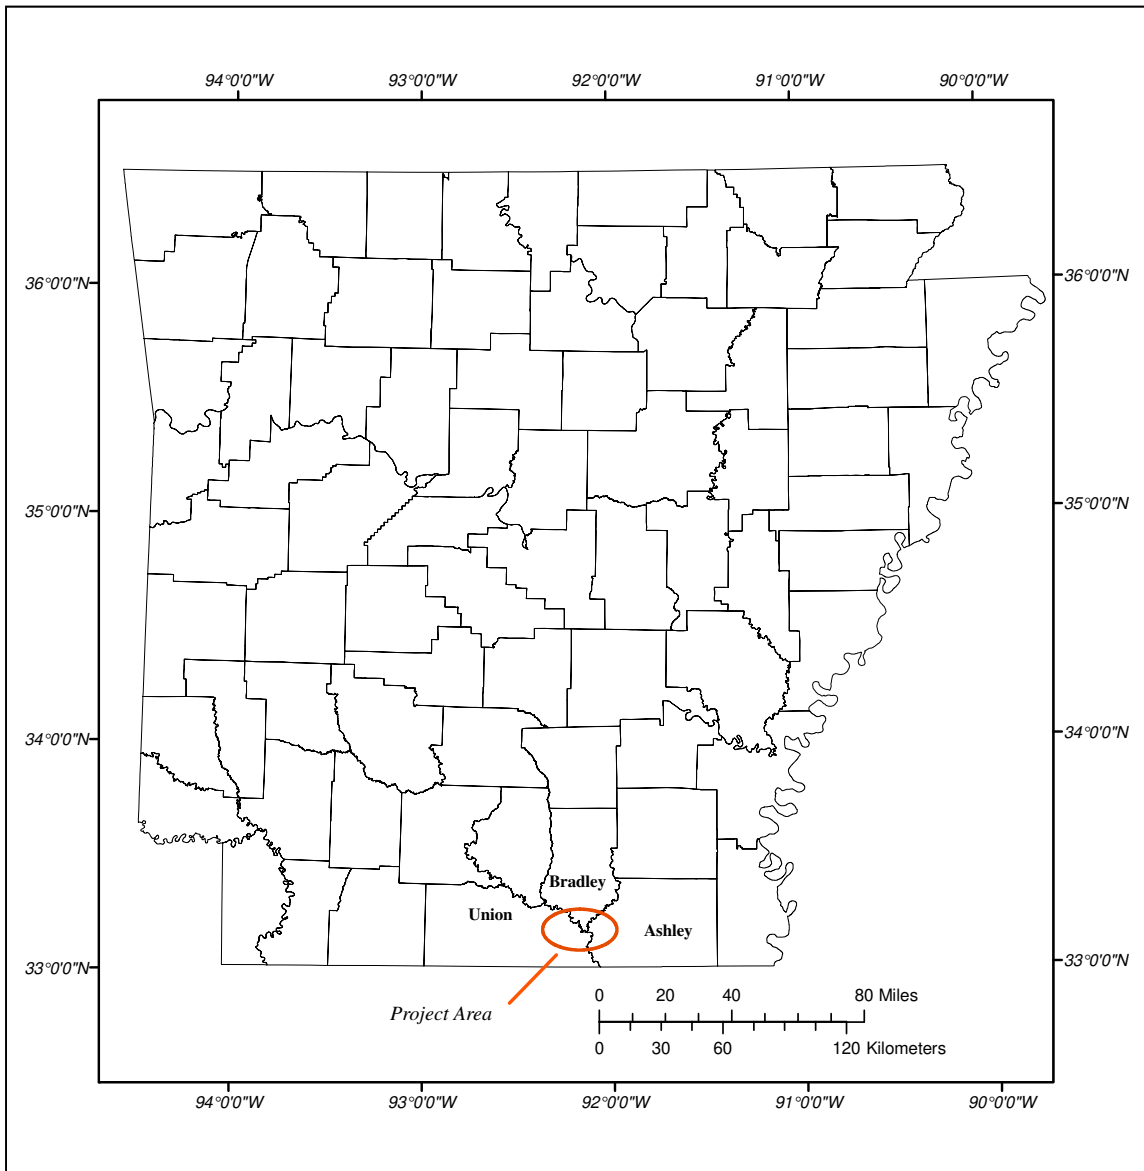 94°0'0"W 93°0'0"W 92°0'0"W 91°0'0"W 90°0'0"W
36°0'0"N 36°0'0"N
35°0'0"N 35°0'0"N
34°0'0"N 34°0'0"N
Bradley
Union
Ashley
33°0'0"N 33°0'0"N
0 20 40 80 Miles
Project Area
0 30 60 120 Kilometers
94°0'0"W 93°0'0"W 92°0'0"W 91°0'0"W 90°0'0"W